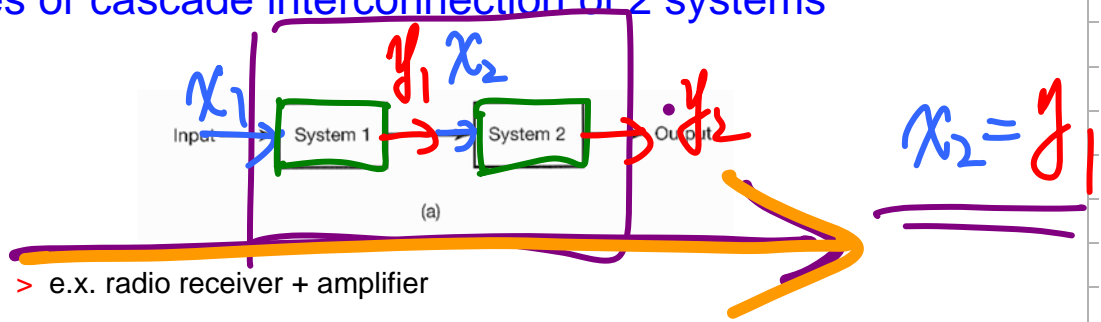 es or cascade interconnection of 2 systems
x₁ y₁ x₂ y₂
Input System 1 System 2 Output
x₂ = y₁
(a)
> e.x. radio receiver + amplifier